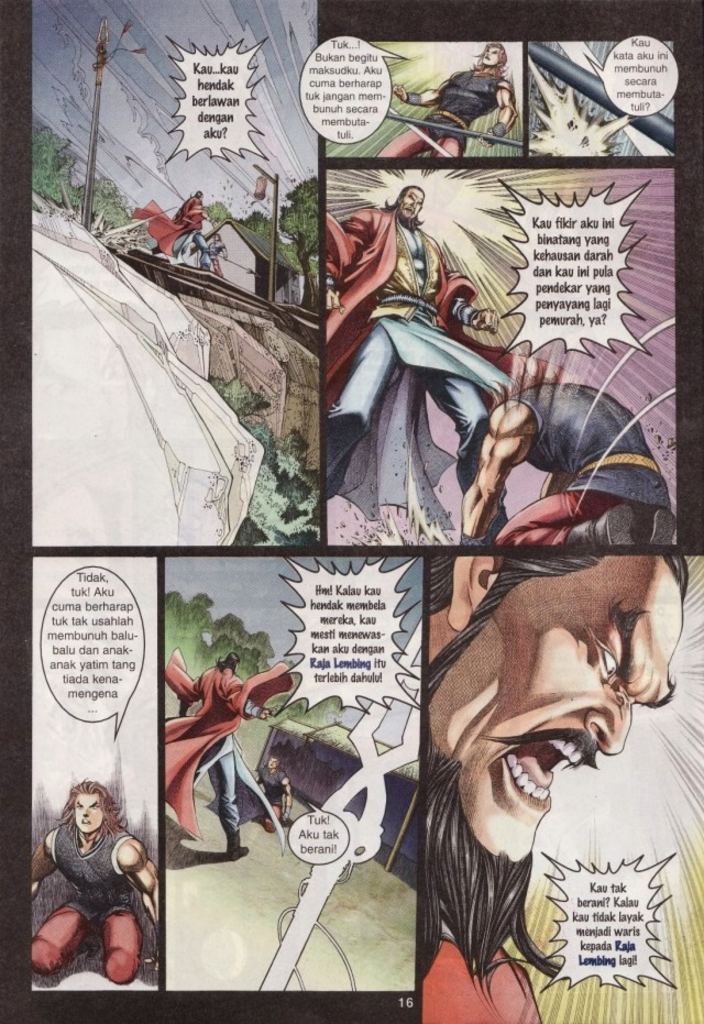 Kau...kau
hendak
berlawan
dengan
aku?
Tuk...!
Bukan begitu
maksudku. Aku
cuma berharap
tuk jangan mem-
bunuh secara
membuta-
tuli.
Kau
kata aku ini
membunuh
secara
membuta-
tuli?
Kau fikir aku ini
binatang yang
kehausan darah
dan kau ini pula
pendekar yang
penyayang lagi
pemurah, ya?
Tidak,
tuk! Aku
cuma berharap
tuk tak usahlah
membunuh balu-
balu dan anak-
anak yatim tang
tiada kena-
mengena
...
Hm! Kalau kau
hendak membela
mereka, kau
mesti menewas-
kan aku dengan
Raja Lembing itu
terlebih dahulu!
Tuk!
Aku tak
berani!
Kau tak
berani? Kalau
kau tidak layak
menjadi waris
kepada Raja
Lembing lagi!
16